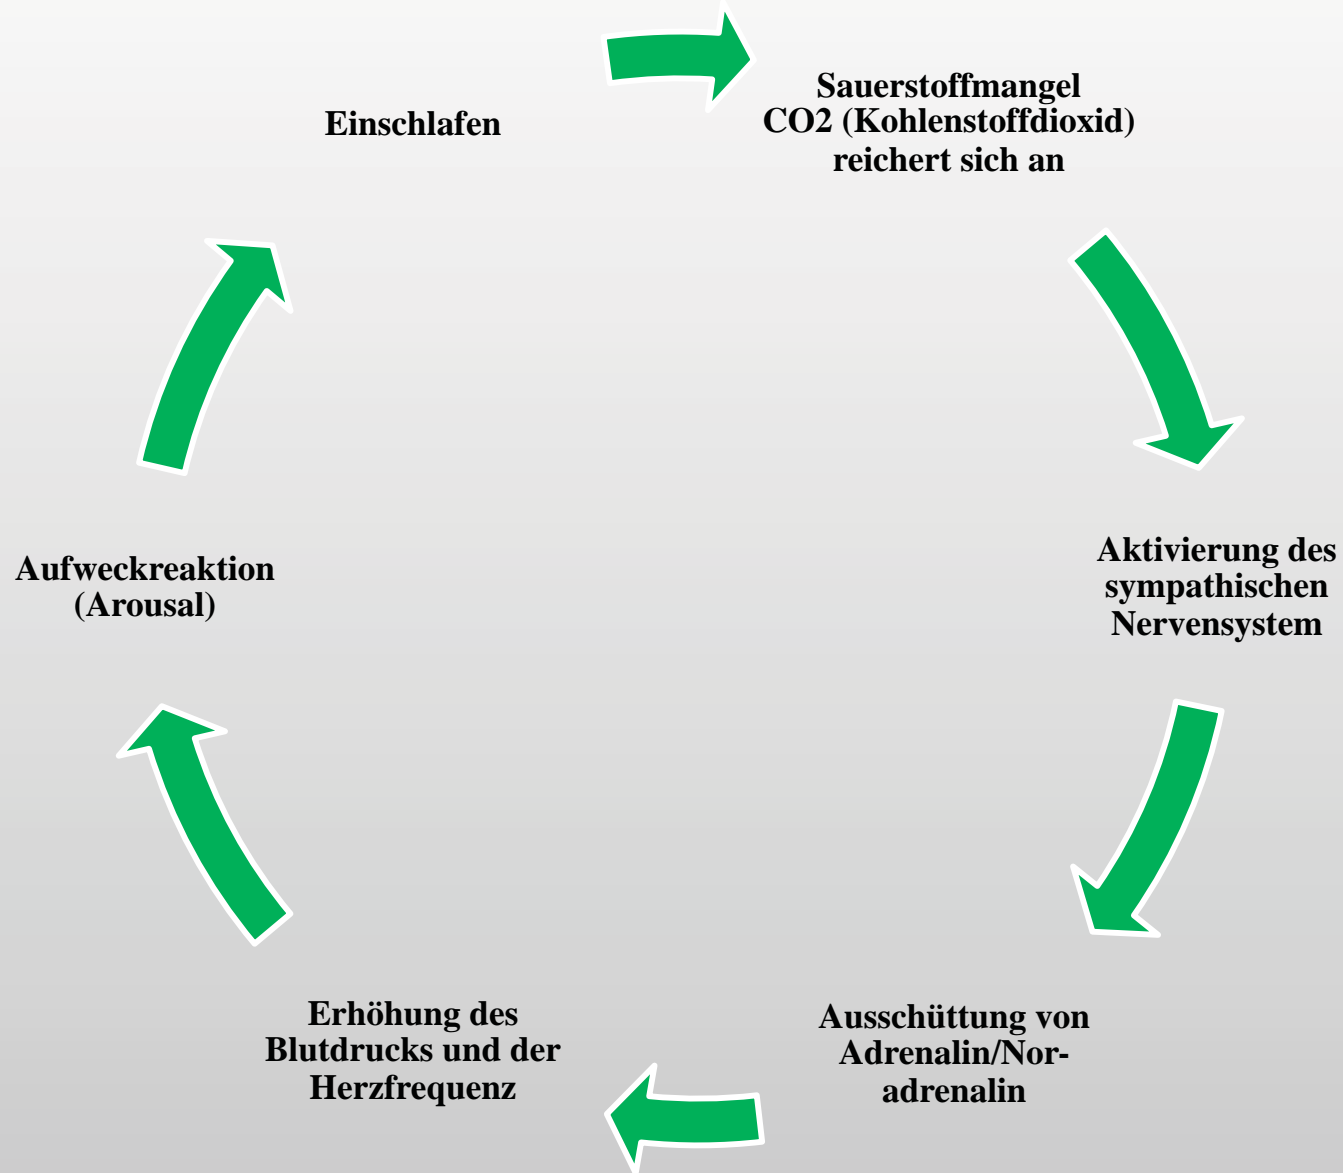 Einschlafen
Sauerstoffmangel
CO2 (Kohlenstoffdioxid)
reichert sich an
Aktivierung des
sympathischen
Nervensystem
Ausschüttung von
Adrenalin/Nor-
adrenalin
Erhöhung des
Blutdrucks und der
Herzfrequenz
Aufweckreaktion
(Arousal)